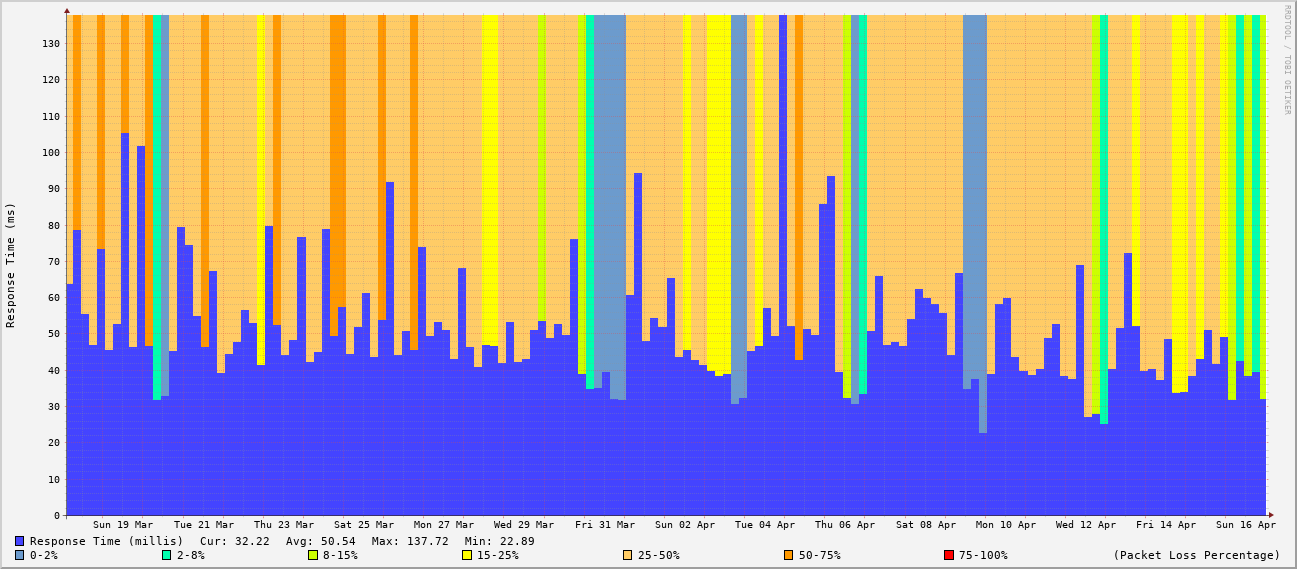 RRDTOOL / TOBI OETIKER
Response Time (ms)
130
120
110
100
90
80
70
60
50
40
30
20
10
0
Sun 19 Mar Tue 21 Mar Thu 23 Mar Sat 25 Mar Mon 27 Mar Wed 29 Mar Fri 31 Mar Sun 02 Apr Tue 04 Apr Thu 06 Apr Sat 08 Apr Mon 10 Apr Wed 12 Apr Fri 14 Apr Sun 16 Apr
Response Time (millis) Cur: 32.22 Avg: 50.54 Max: 137.72 Min: 22.89
0-2% 2-8% 8-15% 15-25% 25-50% 50-75% 75-100% (Packet Loss Percentage)